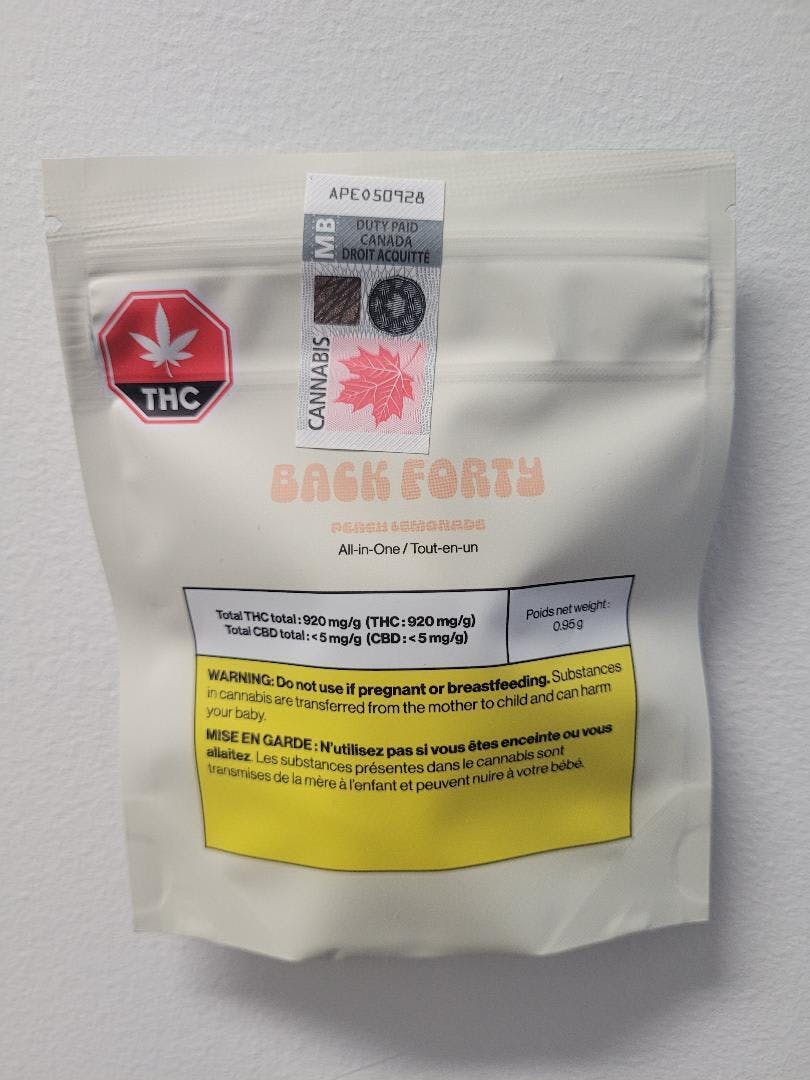 APE050928
MB
DUTY PAID
CANADA
DROIT ACQUITTÉ
CANNABIS
THC
BACK FORTY
PEACH LEMONADE
All-in-One / Tout-en-un
Total THC total : 920 mg/g (THC : 920 mg/g)
Total CBD total : < 5 mg/g (CBD : < 5 mg/g)
Poids net weight :
0.95 g
WARNING: Do not use if pregnant or breastfeeding. Substances
in cannabis are transferred from the mother to child and can harm
your baby.
MISE EN GARDE : N'utilisez pas si vous êtes enceinte ou vous
allaitez. Les substances présentes dans le cannabis sont
transmises de la mère à l'enfant et peuvent nuire à votre bébé.